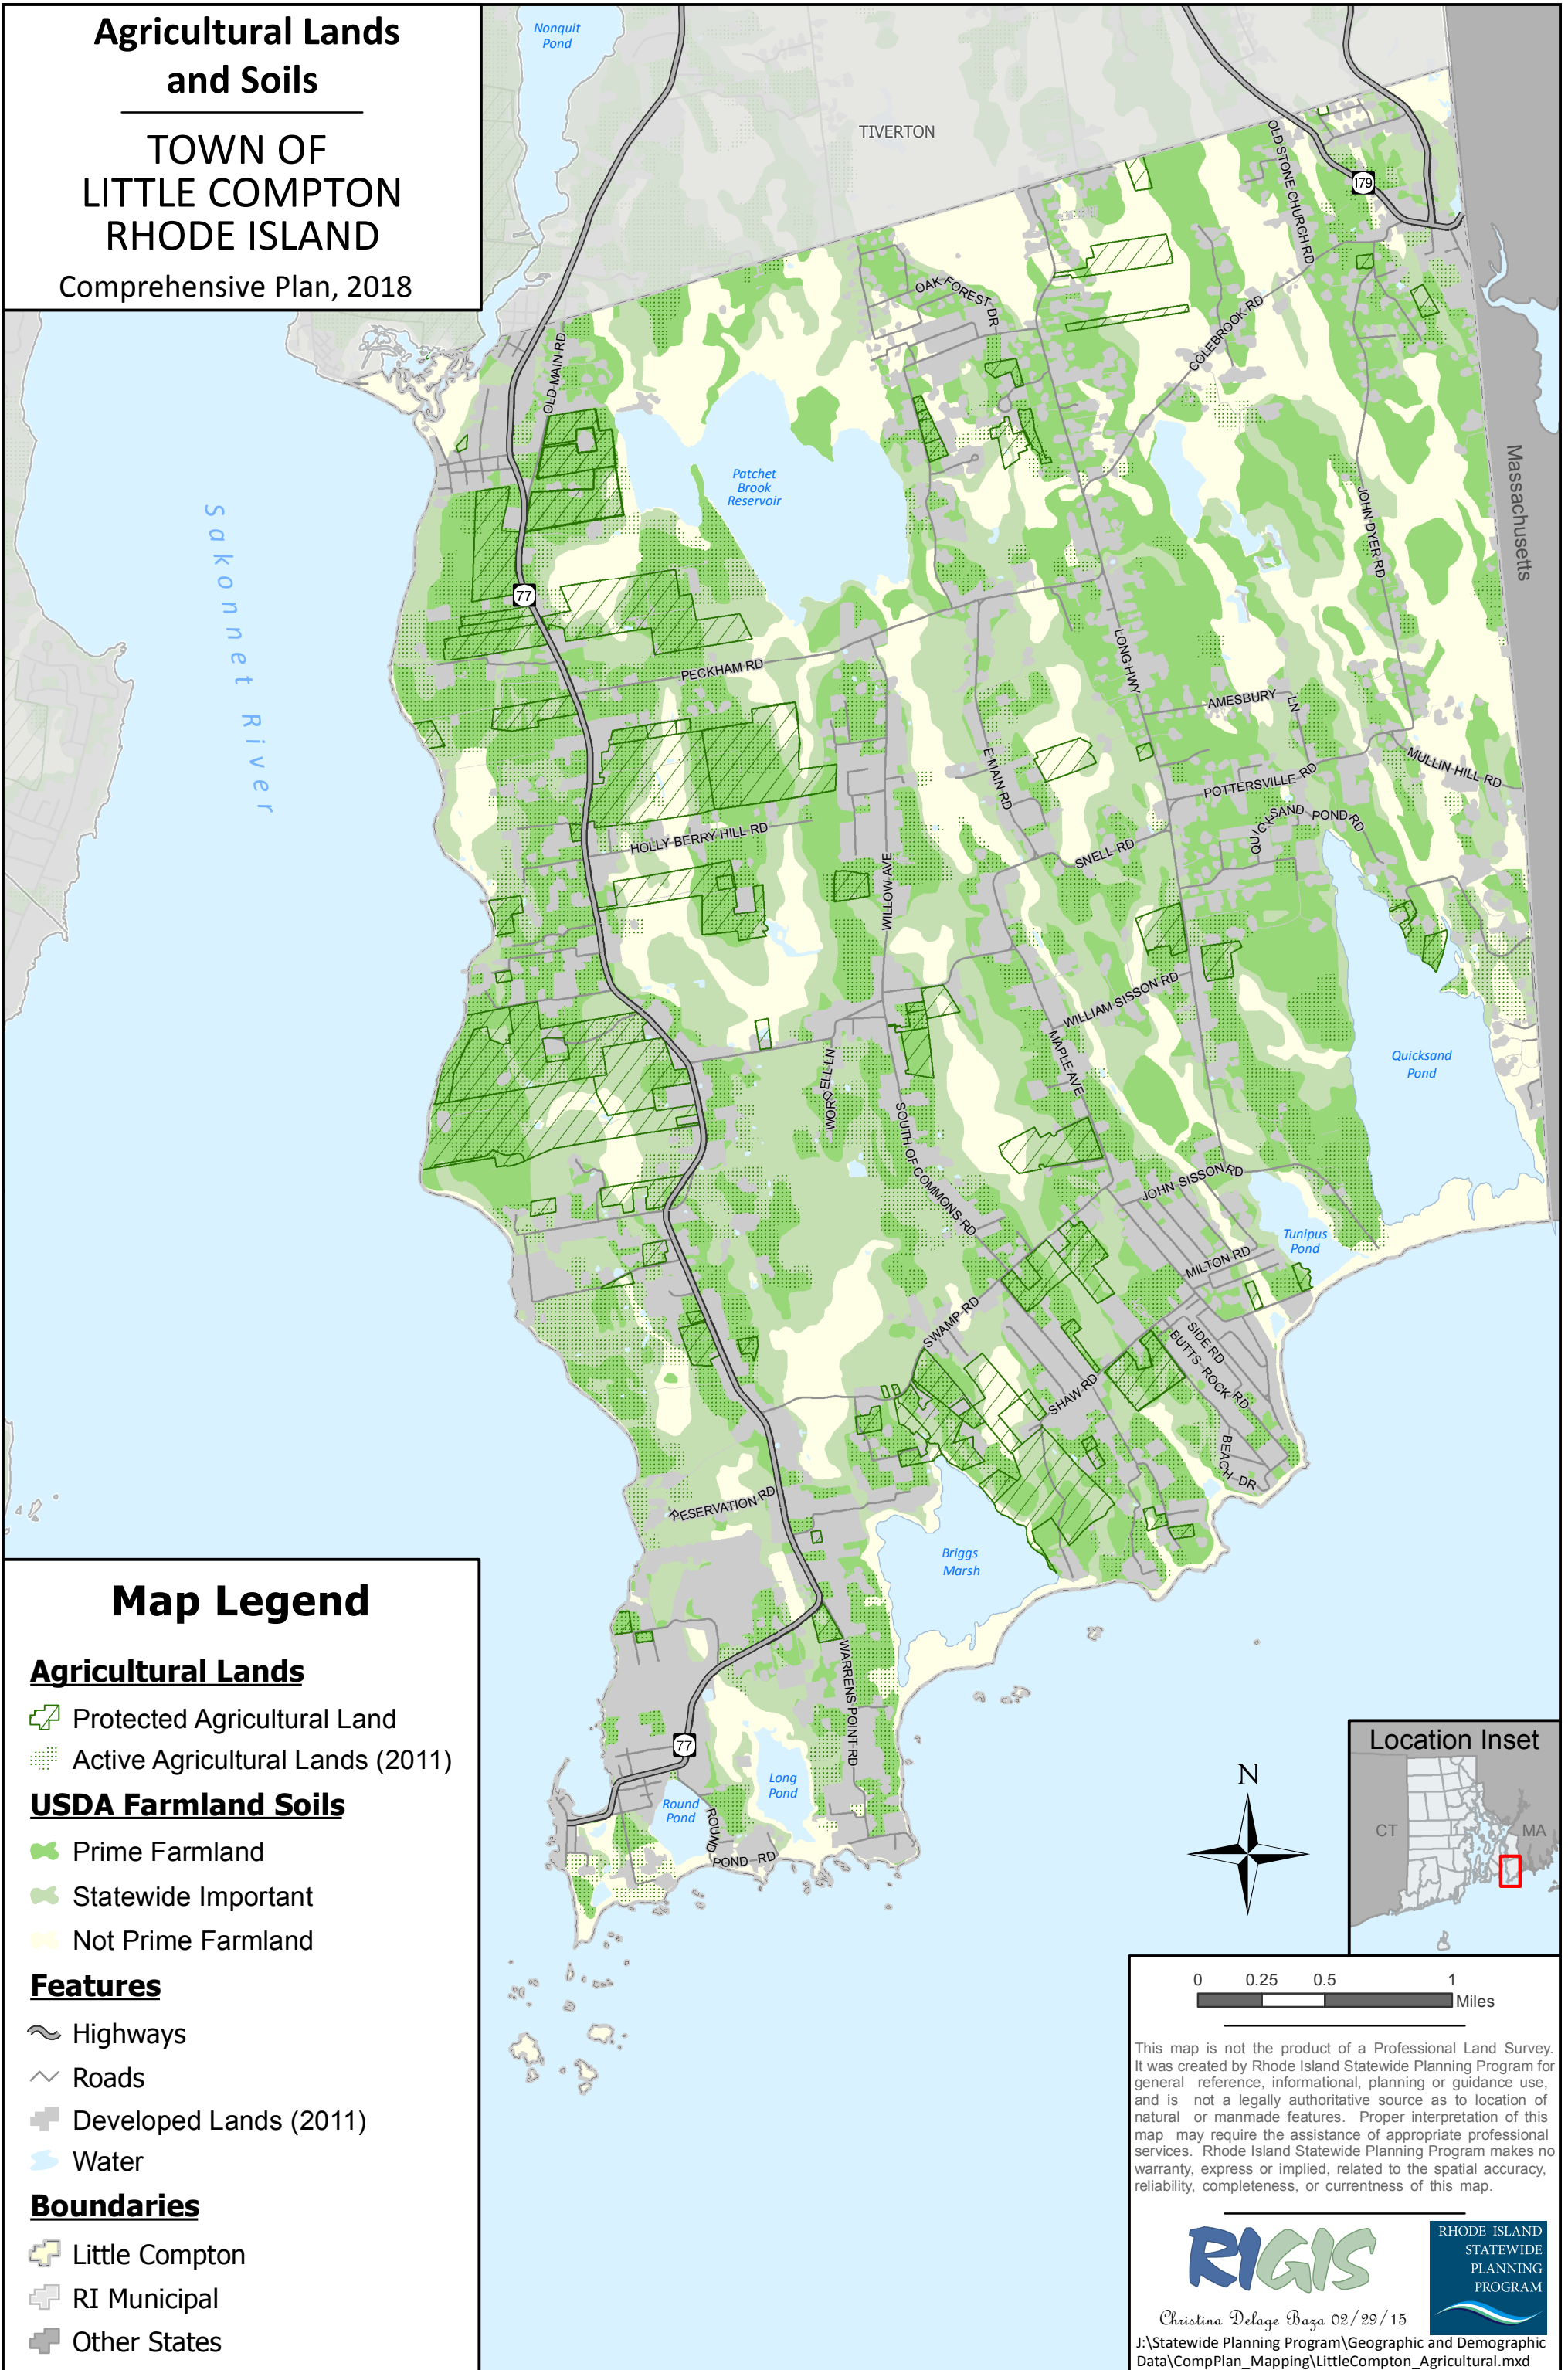 Agricultural Lands
and Soils
TOWN OF
LITTLE COMPTON
RHODE ISLAND
Comprehensive Plan, 2018
Nonquit
Pond
TIVERTON
OLD STONE CHURCH RD
179
OAK FOREST DR
COLEBROOK RD
OLD MAIN RD
Patchet
Brook
Reservoir
Massachusetts
JOHN DYER RD
Sakonnet River
77
LONG HWY
PECKHAM RD
AMESBURY LN
E MAIN RD
MULLIN HILL RD
POTTERSVILLE RD
QUICKSAND POND RD
HOLLY BERRY HILL RD
SNELL RD
WILLOW AVE
WILLIAM SISSON RD
MAPLE AVE
Quicksand
Pond
WORDELL LN
SOUTH OF COMMONS RD
JOHN SISSON RD
Tunipus
Pond
MILTON RD
SWAMP RD
SIDE RD
BUTTS ROCK RD
SHAW RD
BEACH DR
RESERVATION RD
Briggs
Marsh
WARRENS POINT RD
77
Long
Pond
Round
Pond
ROUND POND RD
Map Legend
Agricultural Lands
Protected Agricultural Land
Active Agricultural Lands (2011)
USDA Farmland Soils
Prime Farmland
Statewide Important
Not Prime Farmland
Features
Highways
Roads
Developed Lands (2011)
Water
Boundaries
Little Compton
RI Municipal
Other States
N
Location Inset
CT
MA
0 0.25 0.5 1
Miles
This map is not the product of a Professional Land Survey.
It was created by Rhode Island Statewide Planning Program for
general reference, informational, planning or guidance use,
and is not a legally authoritative source as to location of
natural or manmade features. Proper interpretation of this
map may require the assistance of appropriate professional
services. Rhode Island Statewide Planning Program makes no
warranty, express or implied, related to the spatial accuracy,
reliability, completeness, or currentness of this map.
RIGIS
RHODE ISLAND
STATEWIDE
PLANNING
PROGRAM
Christina Delage Baza 02/29/15
J:\Statewide Planning Program\Geographic and Demographic
Data\CompPlan_Mapping\LittleCompton_Agricultural.mxd